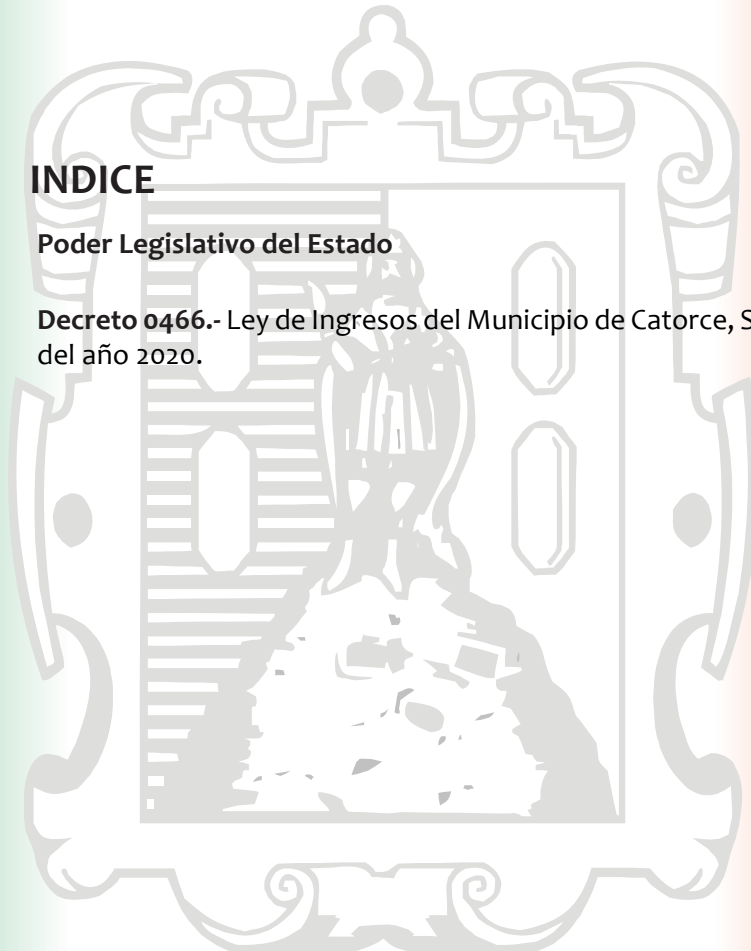 INDICE
Poder Legislativo del Estado
Decreto 0466.- Ley de Ingresos del Municipio de Catorce, S
del año 2020.